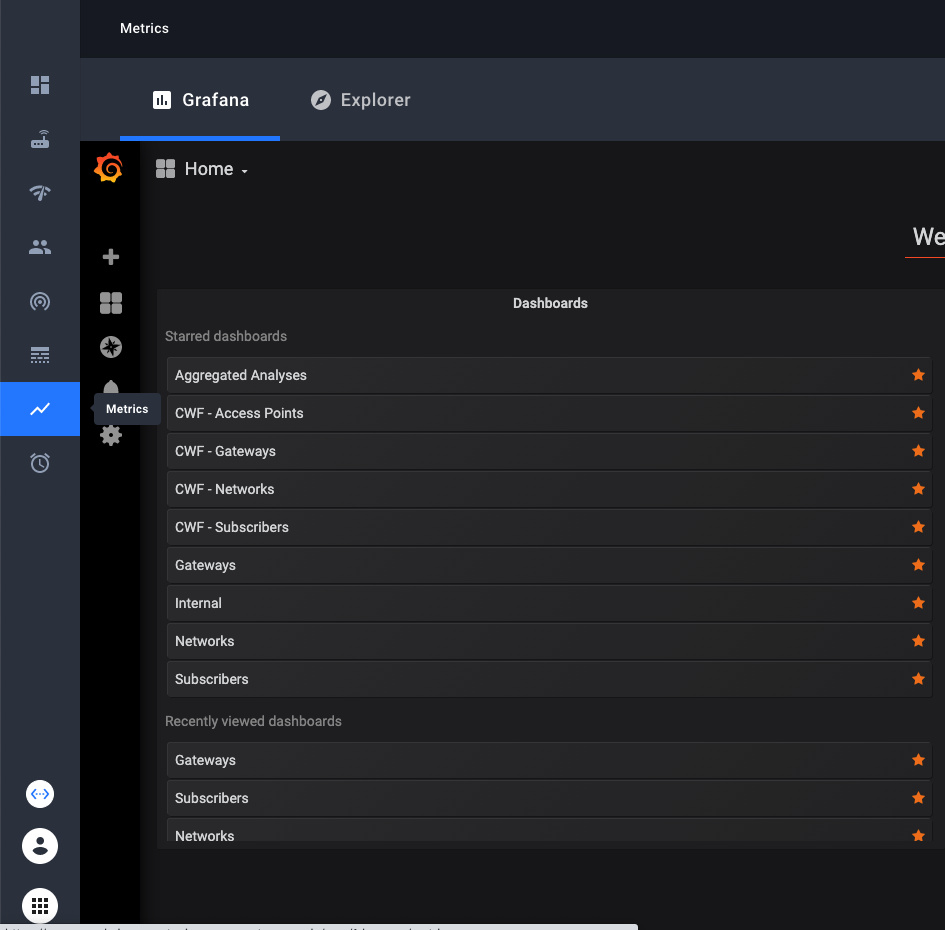 Metrics
Grafana
Explorer
Home
We
Dashboards
Starred dashboards
Aggregated Analyses
CWF - Access Points
Metrics
CWF - Gateways
CWF - Networks
CWF - Subscribers
Gateways
Internal
Networks
Subscribers
Recently viewed dashboards
Gateways
Subscribers
Networks